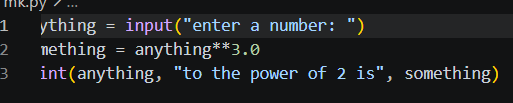 mk.py > ...
1 ything = input("enter a number: ")
2 mething = anything**3.0
3 int(anything, "to the power of 2 is", something)